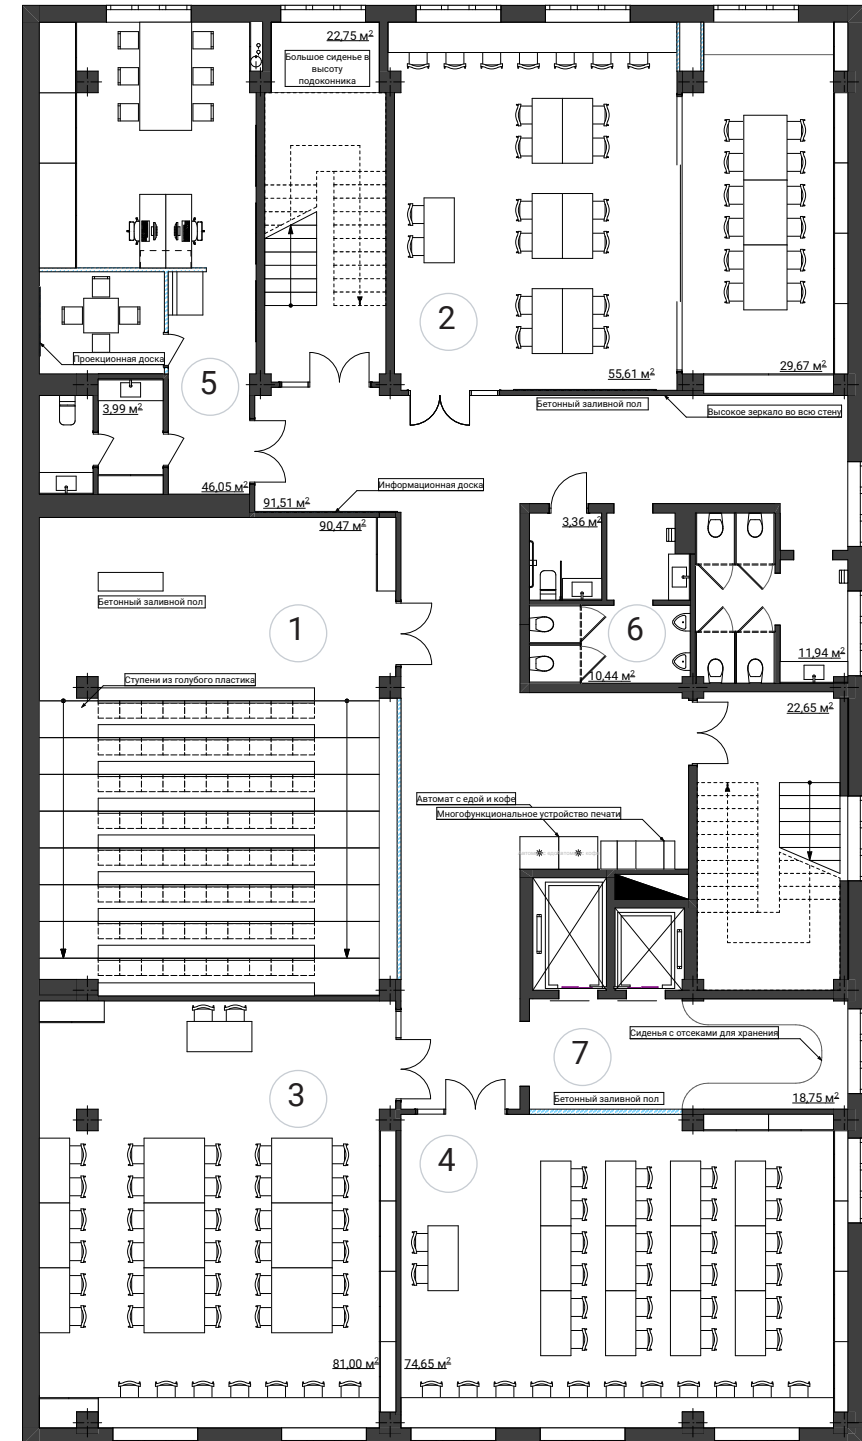 22,75 м²
Большое сиденье в
высоту
подоконника
2
55,61 м²
29,67 м²
Проекционная доска
5
3,99 м²
46,05 м²
Бетонный заливной пол
Высокое зеркало во всю стену
91,51 м²
Информационная доска
90,47 м²
3,36 м²
Бетонный заливной пол
1
6
10,44 м²
11,94 м²
Ступени из голубого пластика
22,65 м²
Автомат с едой и кофе
Многофункциональное устройство печати
Сиденья с отсеками для хранения
7
Бетонный заливной пол
18,75 м²
3
4
81,00 м²
74,65 м²